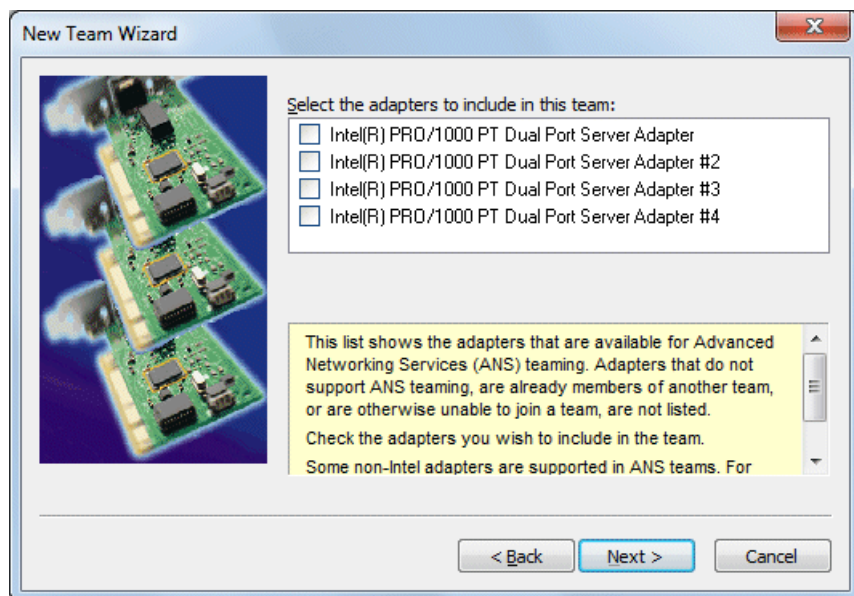 New Team Wizard
Select the adapters to include in this team:
Intel(R) PRO/1000 PT Dual Port Server Adapter
Intel(R) PRO/1000 PT Dual Port Server Adapter #2
Intel(R) PRO/1000 PT Dual Port Server Adapter #3
Intel(R) PRO/1000 PT Dual Port Server Adapter #4
This list shows the adapters that are available for Advanced
Networking Services (ANS) teaming. Adapters that do not
support ANS teaming, are already members of another team,
or are otherwise unable to join a team, are not listed.
Check the adapters you wish to include in the team.
Some non-Intel adapters are supported in ANS teams. For
< Back
Next >
Cancel